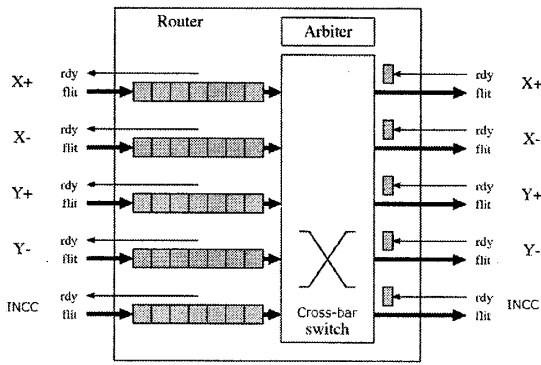 Router
Arbiter
X+ rdy rdy X+
flit flit
X- rdy rdy X-
flit flit
Y+ rdy rdy Y+
flit flit
Y- rdy rdy Y-
flit flit
INCC rdy rdy INCC
flit flit
Cross-bar
switch